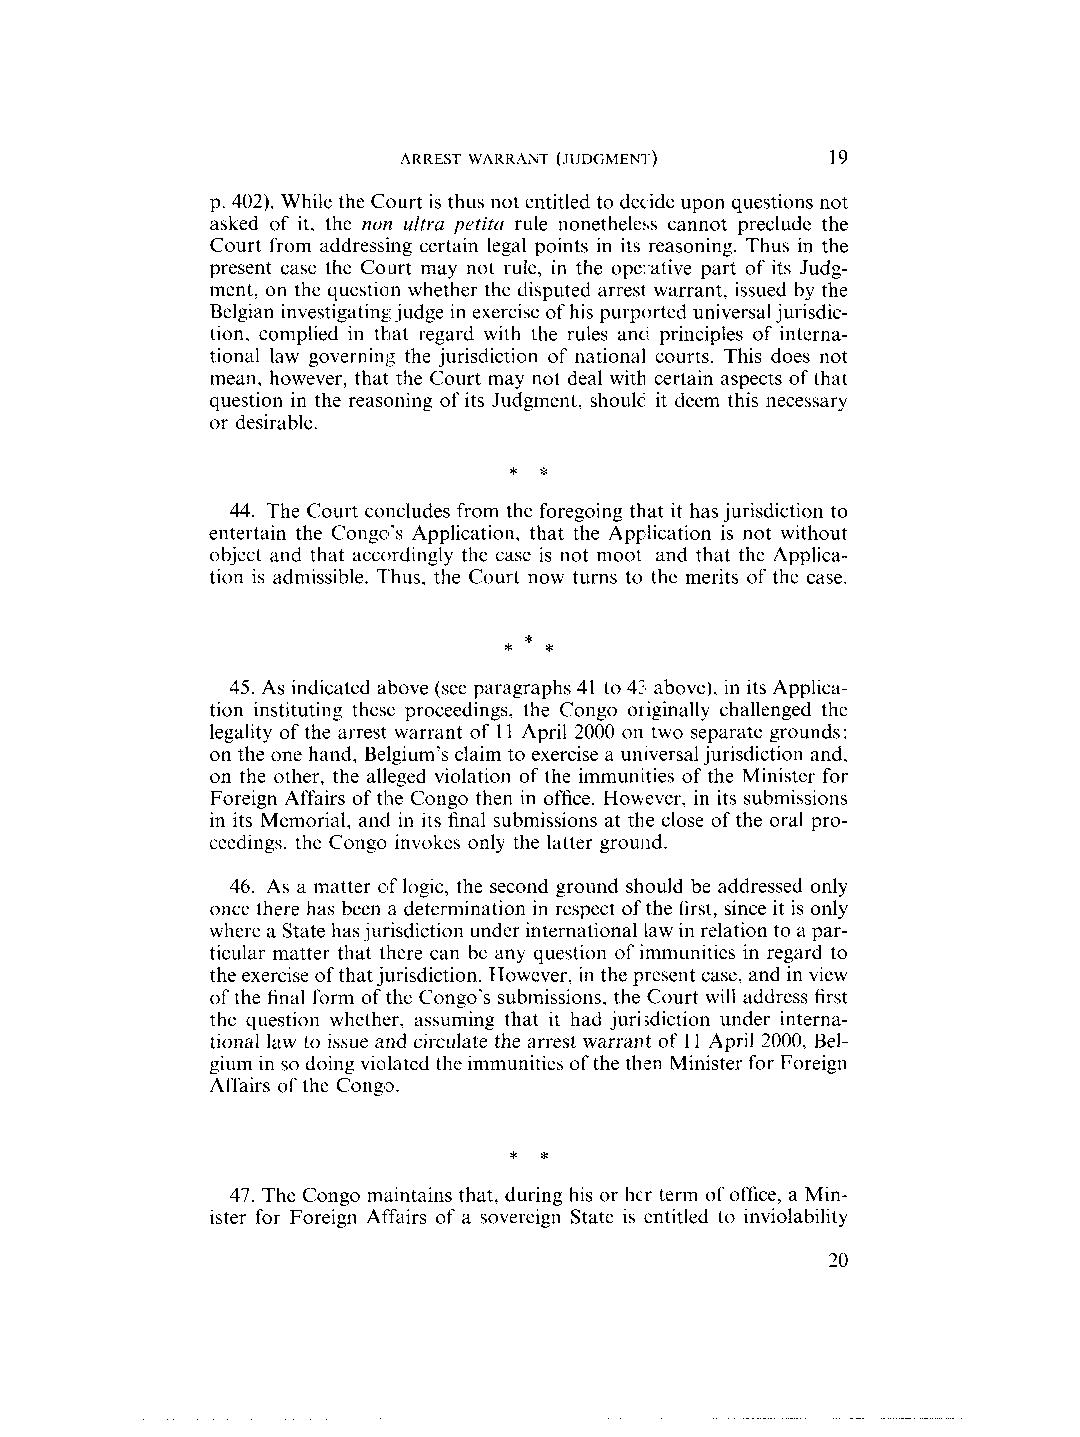 ARREST WARRANT (JUDGMENT) 19
p. 402). While the Court is thus not entitled to decide upon questions not
asked of it, the non ultra petita rule nonetheless cannot preclude the
Court from addressing certain legal points in its reasoning. Thus in the
present case the Court may not rule, in the operative part of its Judg-
ment, on the question whether the disputed arrest warrant, issued by the
Belgian investigating judge in exercise of his purported universal jurisdic-
tion, complied in that regard with the rules and principles of interna-
tional law governing the jurisdiction of national courts. This does not
mean, however, that the Court may not deal with certain aspects of that
question in the reasoning of its Judgment, should it deem this necessary
or desirable.
* *
44. The Court concludes from the foregoing that it has jurisdiction to
entertain the Congo's Application, that the Application is not without
object and that accordingly the case is not moot and that the Applica-
tion is admissible. Thus, the Court now turns to the merits of the case.
* * *
45. As indicated above (see paragraphs 41 to 43 above), in its Applica-
tion instituting these proceedings, the Congo originally challenged the
legality of the arrest warrant of 11 April 2000 on two separate grounds:
on the one hand, Belgium's claim to exercise a universal jurisdiction and,
on the other, the alleged violation of the immunities of the Minister for
Foreign Affairs of the Congo then in office. However, in its submissions
in its Memorial, and in its final submissions at the close of the oral pro-
ceedings, the Congo invokes only the latter ground.
46. As a matter of logic, the second ground should be addressed only
once there has been a determination in respect of the first, since it is only
where a State has jurisdiction under international law in relation to a par-
ticular matter that there can be any question of immunities in regard to
the exercise of that jurisdiction. However, in the present case, and in view
of the final form of the Congo's submissions, the Court will address first
the question whether, assuming that it had jurisdiction under interna-
tional law to issue and circulate the arrest warrant of 11 April 2000, Bel-
gium in so doing violated the immunities of the then Minister for Foreign
Affairs of the Congo.
* *
47. The Congo maintains that, during his or her term of office, a Min-
ister for Foreign Affairs of a sovereign State is entitled to inviolability
20